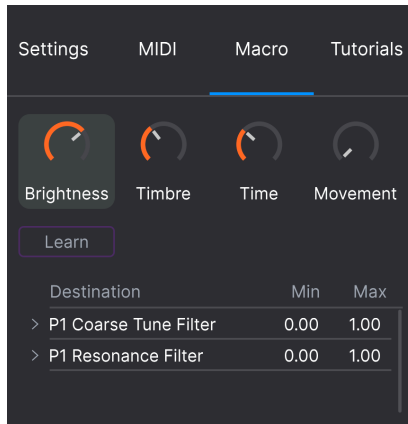 Settings MIDI Macro Tutorials
Brightness Timbre Time Movement
Learn
Destination Min Max
P1 Coarse Tune Filter 0.00 1.00
P1 Resonance Filter 0.00 1.00